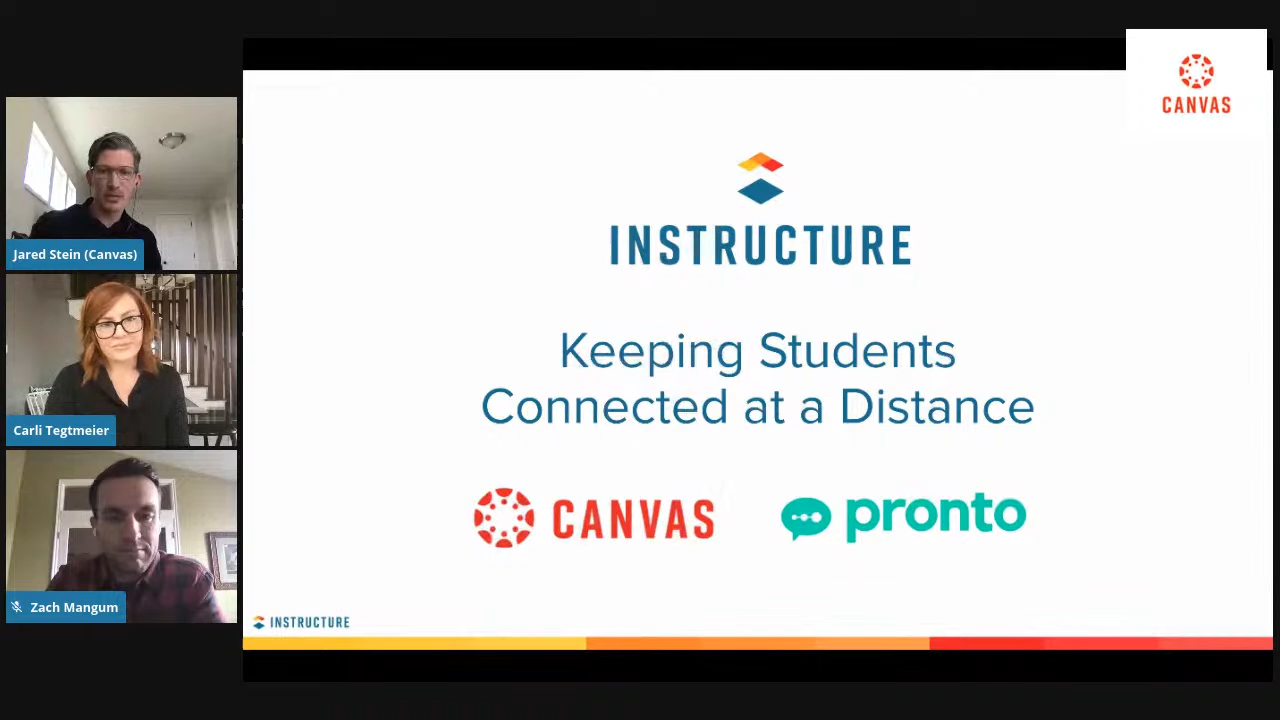 CANVAS
Jared Stein (Canvas)
Carli Tegtmeier
Zach Mangum
INSTRUCTURE
Keeping Students
Connected at a Distance
CANVAS pronto
INSTRUCTURE